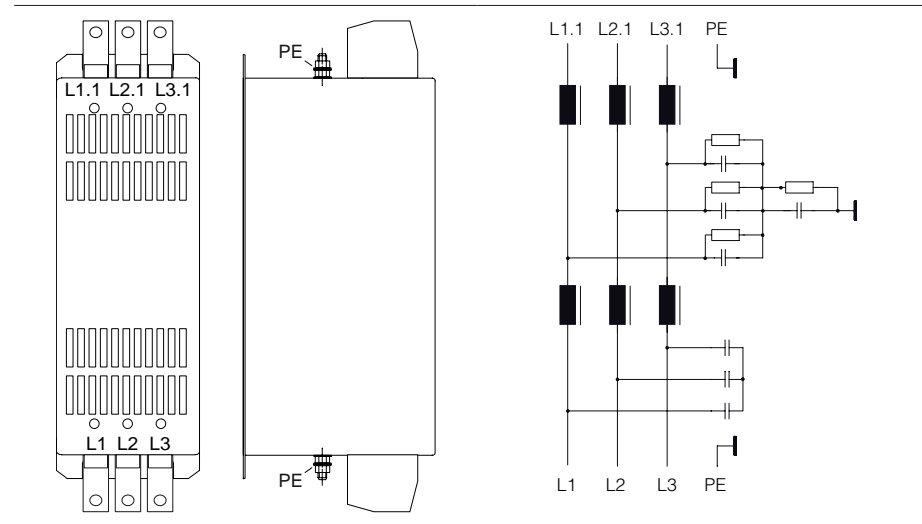 L1.1 L2.1 L3.1
L1 L2 L3
PE
PE
L1.1 L2.1 L3.1 PE
L1 L2 L3 PE